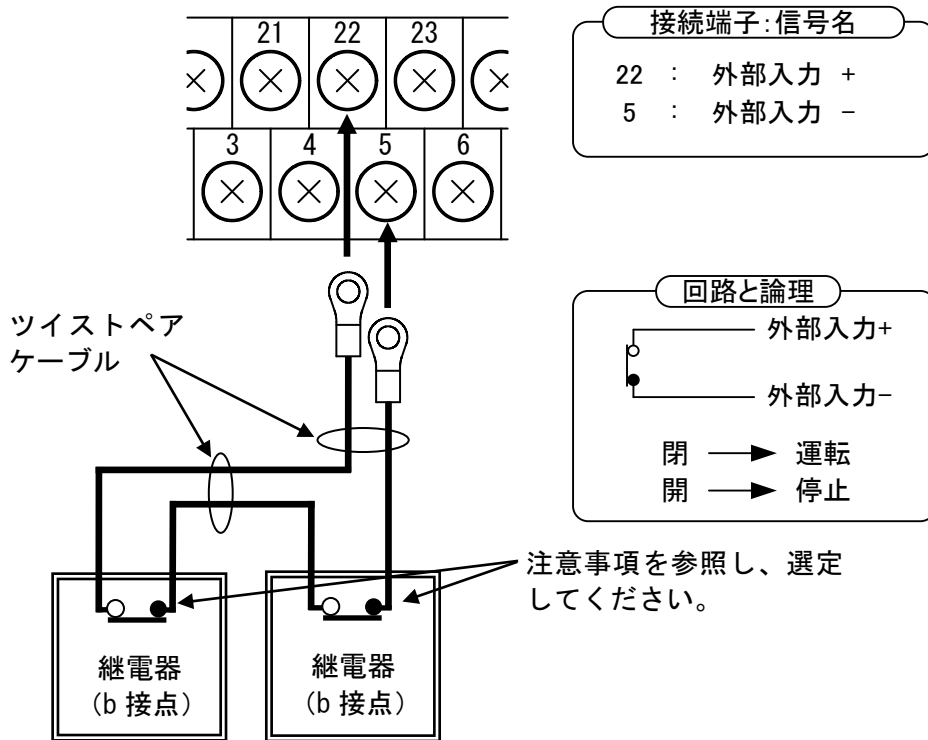 21 22 23
3 4 5 6
接続端子:信号名
22 : 外部入力 +
5 : 外部入力 −
ツイストペア
ケーブル
回路と論理
外部入力+
外部入力−
閉 運転
開 停止
注意事項を参照し、選定
してください。
継電器
(b 接点)
継電器
(b 接点)